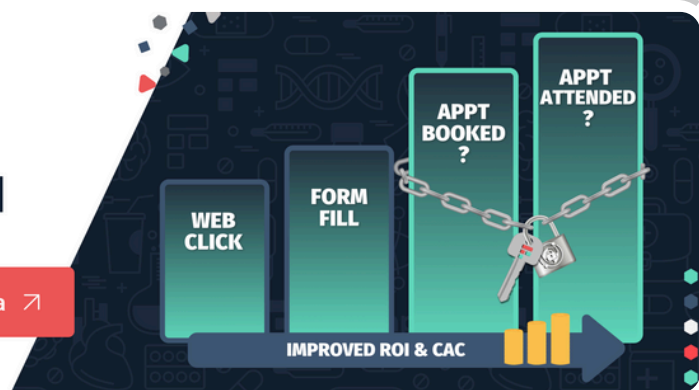 WEB
CLICK
FORM
FILL
APPT
BOOKED
?
APPT
ATTENDED
?
a
IMPROVED ROI & CAC